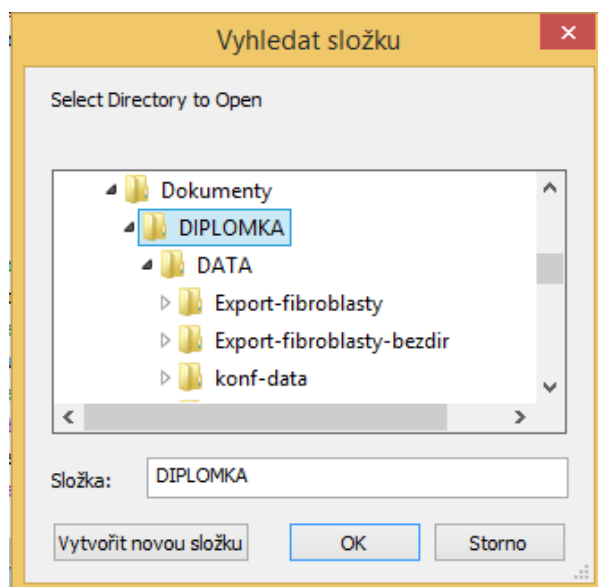 Vyhledat složku
Select Directory to Open
Dokumenty
DIPLOMKA
DATA
Export-fibroblasty
Export-fibroblasty-bezdir
konf-data
Složka: DIPLOMKA
Vytvořit novou složku OK Storno